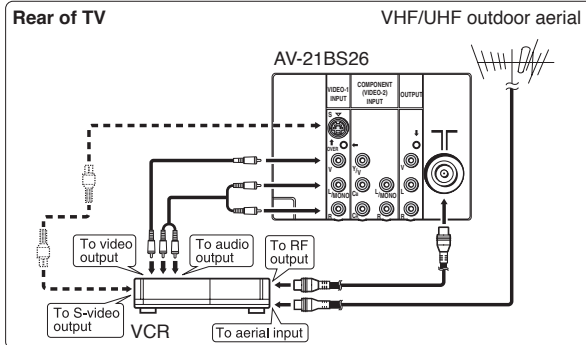 Rear of TV
VHF/UHF outdoor aerial
AV-21BS26
VIDEO-1
INPUT
COMPONENT
(VIDEO-2)
INPUT
OUTPUT
S
OVER
V
Y/V
V
L/MONO
CB
L/MONO
L
R
CR
R
R
To video
output
To audio
output
To RF
output
To S-video
output
VCR
To aerial input